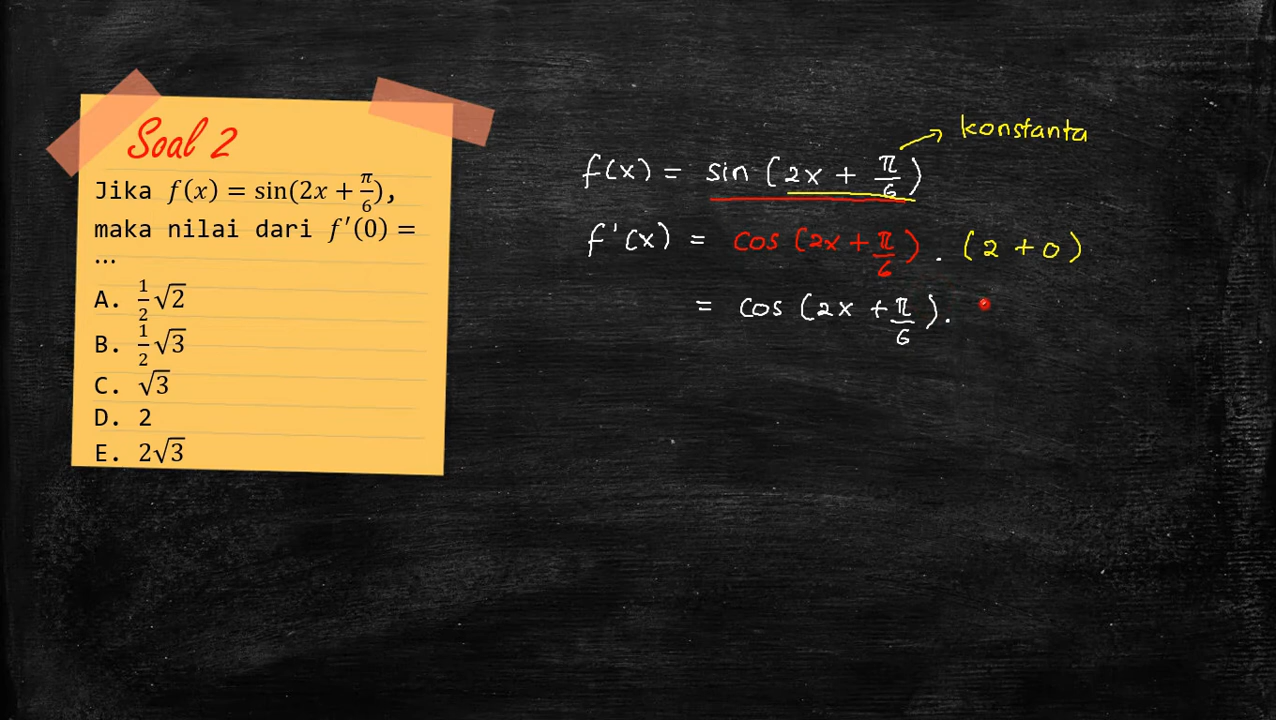 Soal 2
Jika f(x) = sin(2x + π/6),
maka nilai dari f′(0) =
...
A. 1/2 √2
B. 1/2 √3
C. √3
D. 2
E. 2√3
konstanta
f(x) = sin (2x + π/6)
f'(x) = cos (2x + π/6) . (2 + 0)
= cos (2x + π/6) .